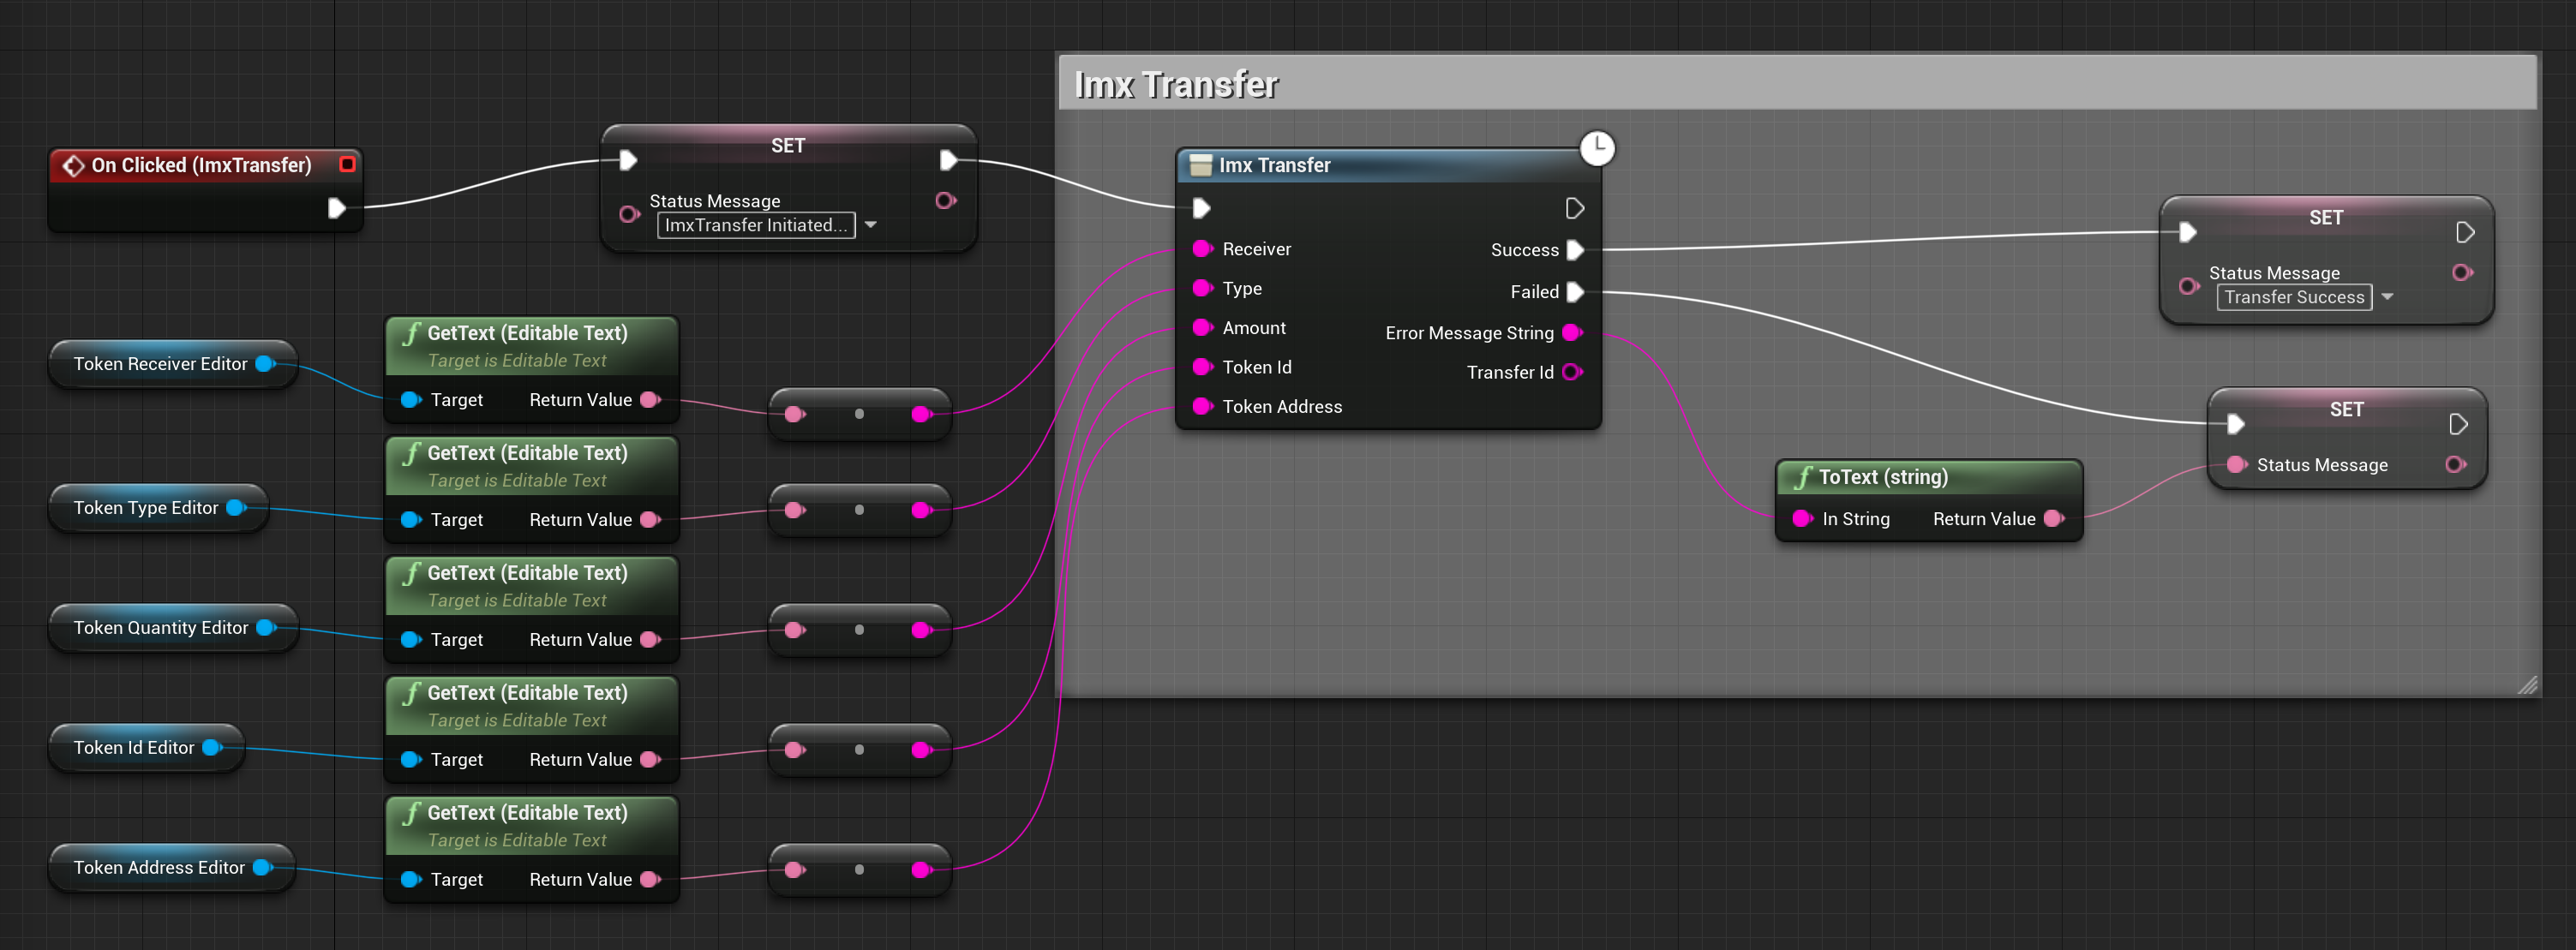 Imx Transfer
On Clicked (ImxTransfer)
SET
Status Message
ImxTransfer Initiated...
Imx Transfer
Receiver
Type
Amount
Token Id
Token Address
Success
Failed
Error Message String
Transfer Id
SET
Status Message
Transfer Success
SET
Status Message
ToText (string)
In String Return Value
Token Receiver Editor
GetText (Editable Text)
Target is Editable Text
Target Return Value
Token Type Editor
GetText (Editable Text)
Target is Editable Text
Target Return Value
Token Quantity Editor
GetText (Editable Text)
Target is Editable Text
Target Return Value
Token Id Editor
GetText (Editable Text)
Target is Editable Text
Target Return Value
Token Address Editor
GetText (Editable Text)
Target is Editable Text
Target Return Value